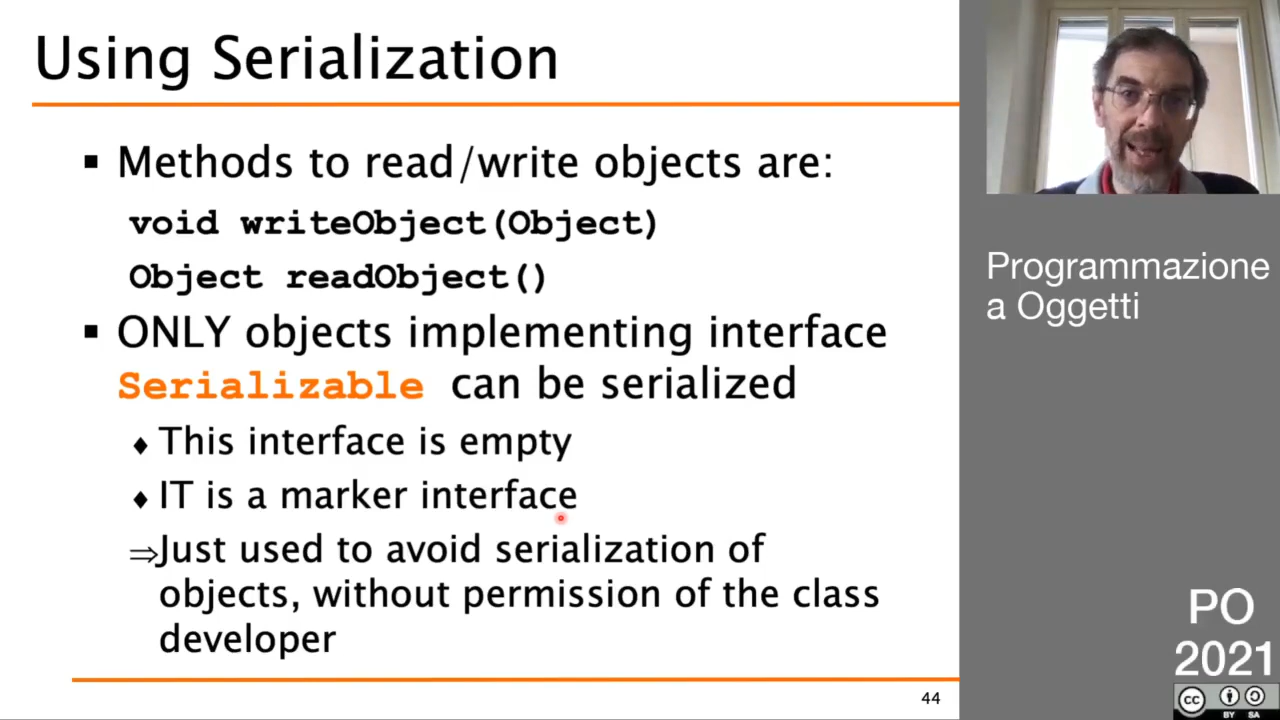 Using Serialization
▪ Methods to read/write objects are:
void writeObject(Object)
Object readObject()
▪ ONLY objects implementing interface
Serializable can be serialized
♦ This interface is empty
♦ IT is a marker interface
⇒Just used to avoid serialization of
objects, without permission of the class
developer
44
Programmazione
a Oggetti
PO
2021
cc
BY SA